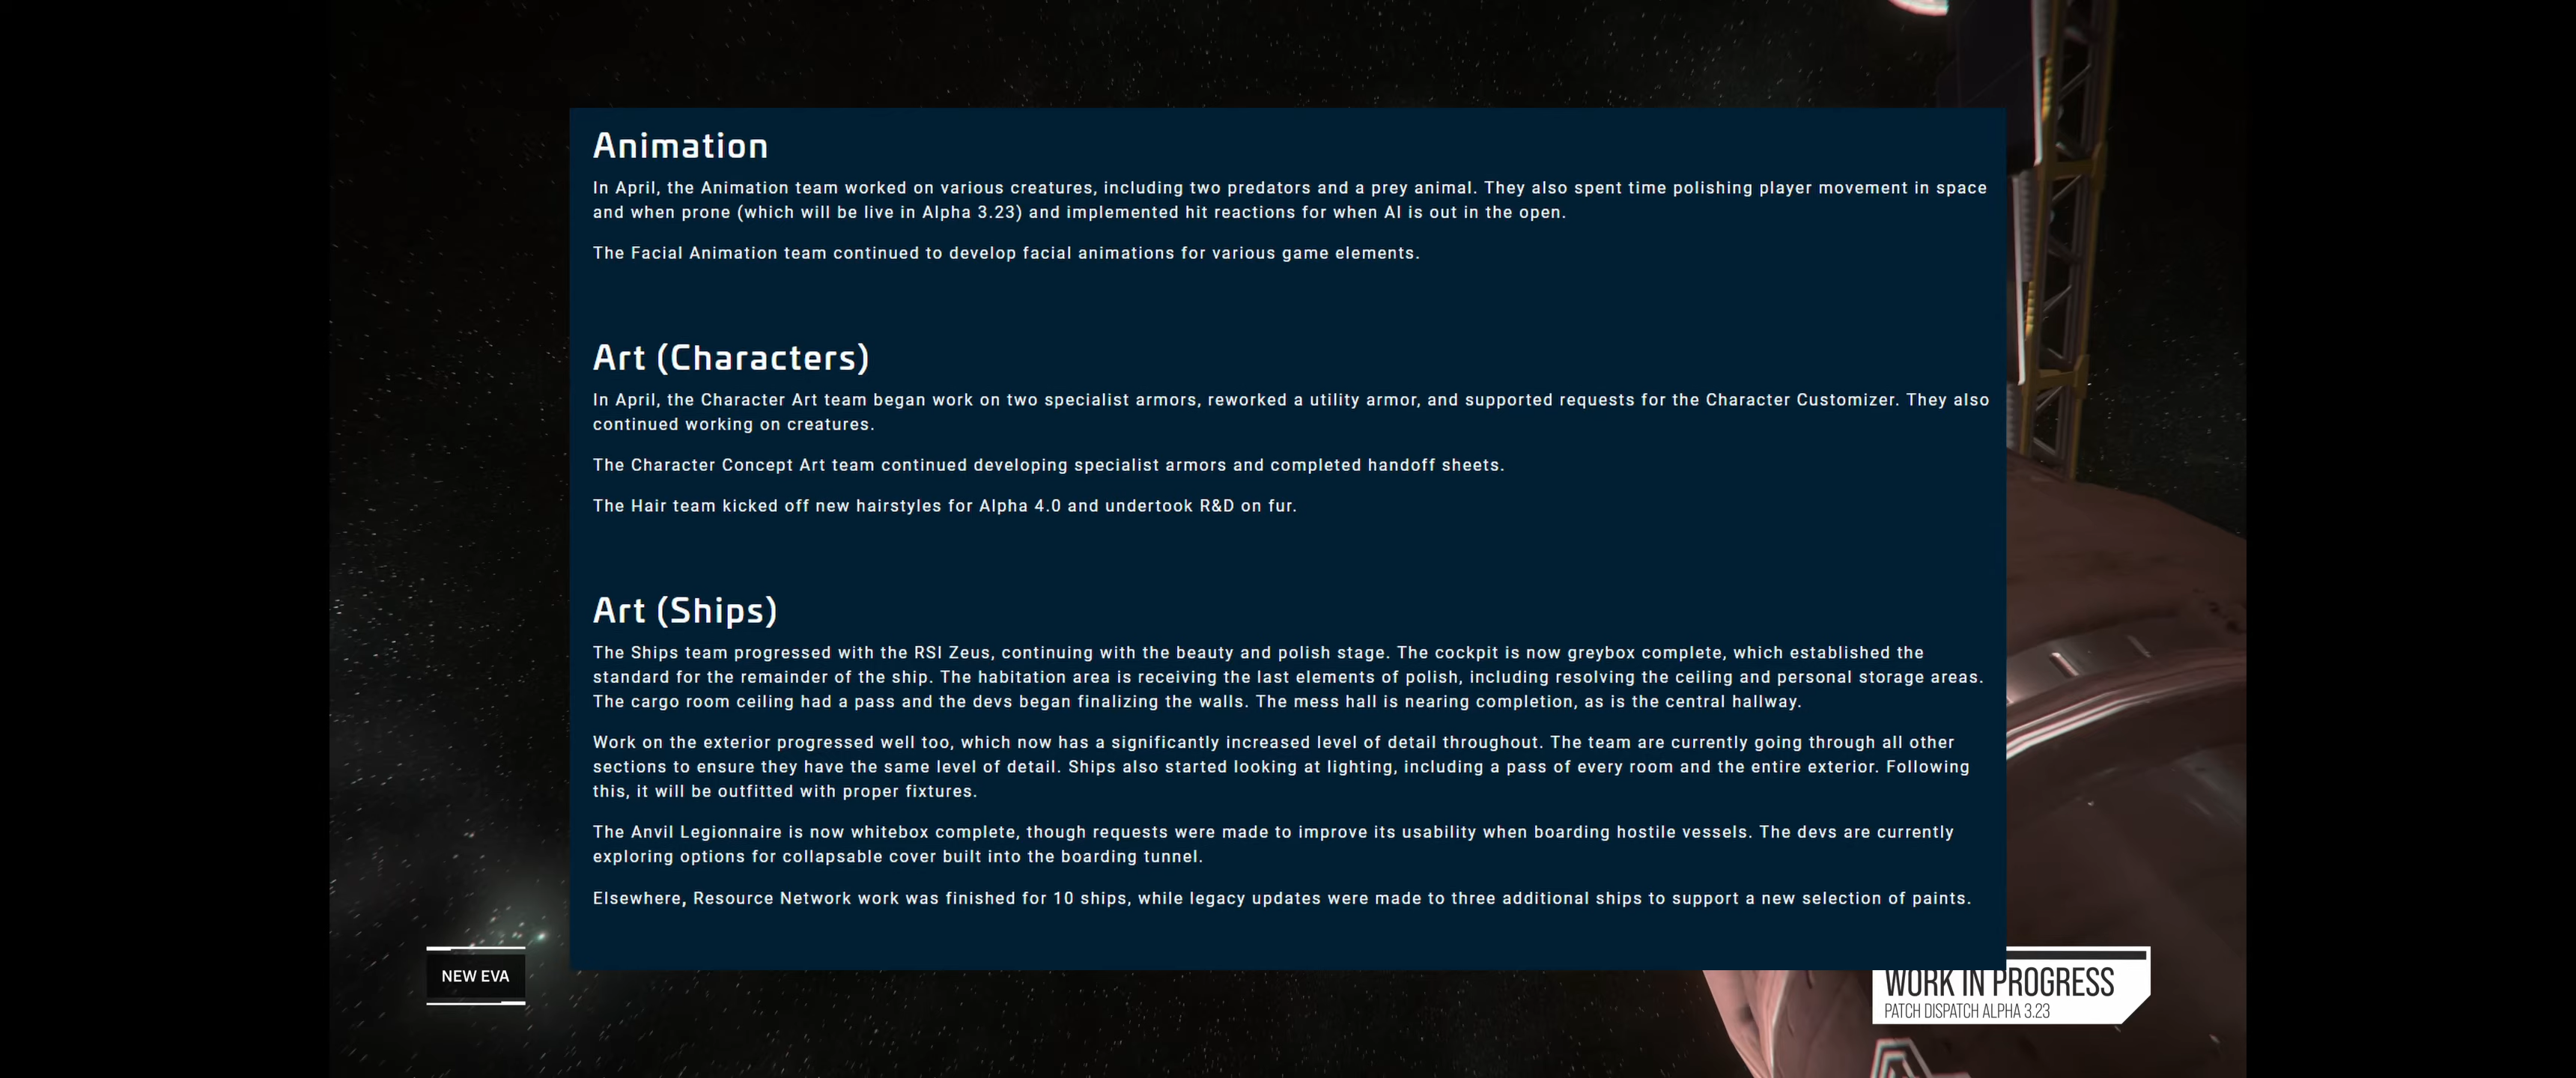 Animation
In April, the Animation team worked on various creatures, including two predators and a prey animal. They also spent time polishing player movement in space
and when prone (which will be live in Alpha 3.23) and implemented hit reactions for when AI is out in the open.
The Facial Animation team continued to develop facial animations for various game elements.
Art (Characters)
In April, the Character Art team began work on two specialist armors, reworked a utility armor, and supported requests for the Character Customizer. They also
continued working on creatures.
The Character Concept Art team continued developing specialist armors and completed handoff sheets.
The Hair team kicked off new hairstyles for Alpha 4.0 and undertook R&D on fur.
Art (Ships)
The Ships team progressed with the RSI Zeus, continuing with the beauty and polish stage. The cockpit is now greybox complete, which established the
standard for the remainder of the ship. The habitation area is receiving the last elements of polish, including resolving the ceiling and personal storage areas.
The cargo room ceiling had a pass and the devs began finalizing the walls. The mess hall is nearing completion, as is the central hallway.
Work on the exterior progressed well too, which now has a significantly increased level of detail throughout. The team are currently going through all other
sections to ensure they have the same level of detail. Ships also started looking at lighting, including a pass of every room and the entire exterior. Following
this, it will be outfitted with proper fixtures.
The Anvil Legionnaire is now whitebox complete, though requests were made to improve its usability when boarding hostile vessels. The devs are currently
exploring options for collapsable cover built into the boarding tunnel.
Elsewhere, Resource Network work was finished for 10 ships, while legacy updates were made to three additional ships to support a new selection of paints.
NEW EVA
WORK IN PROGRESS
PATCH DISPATCH ALPHA 3.23